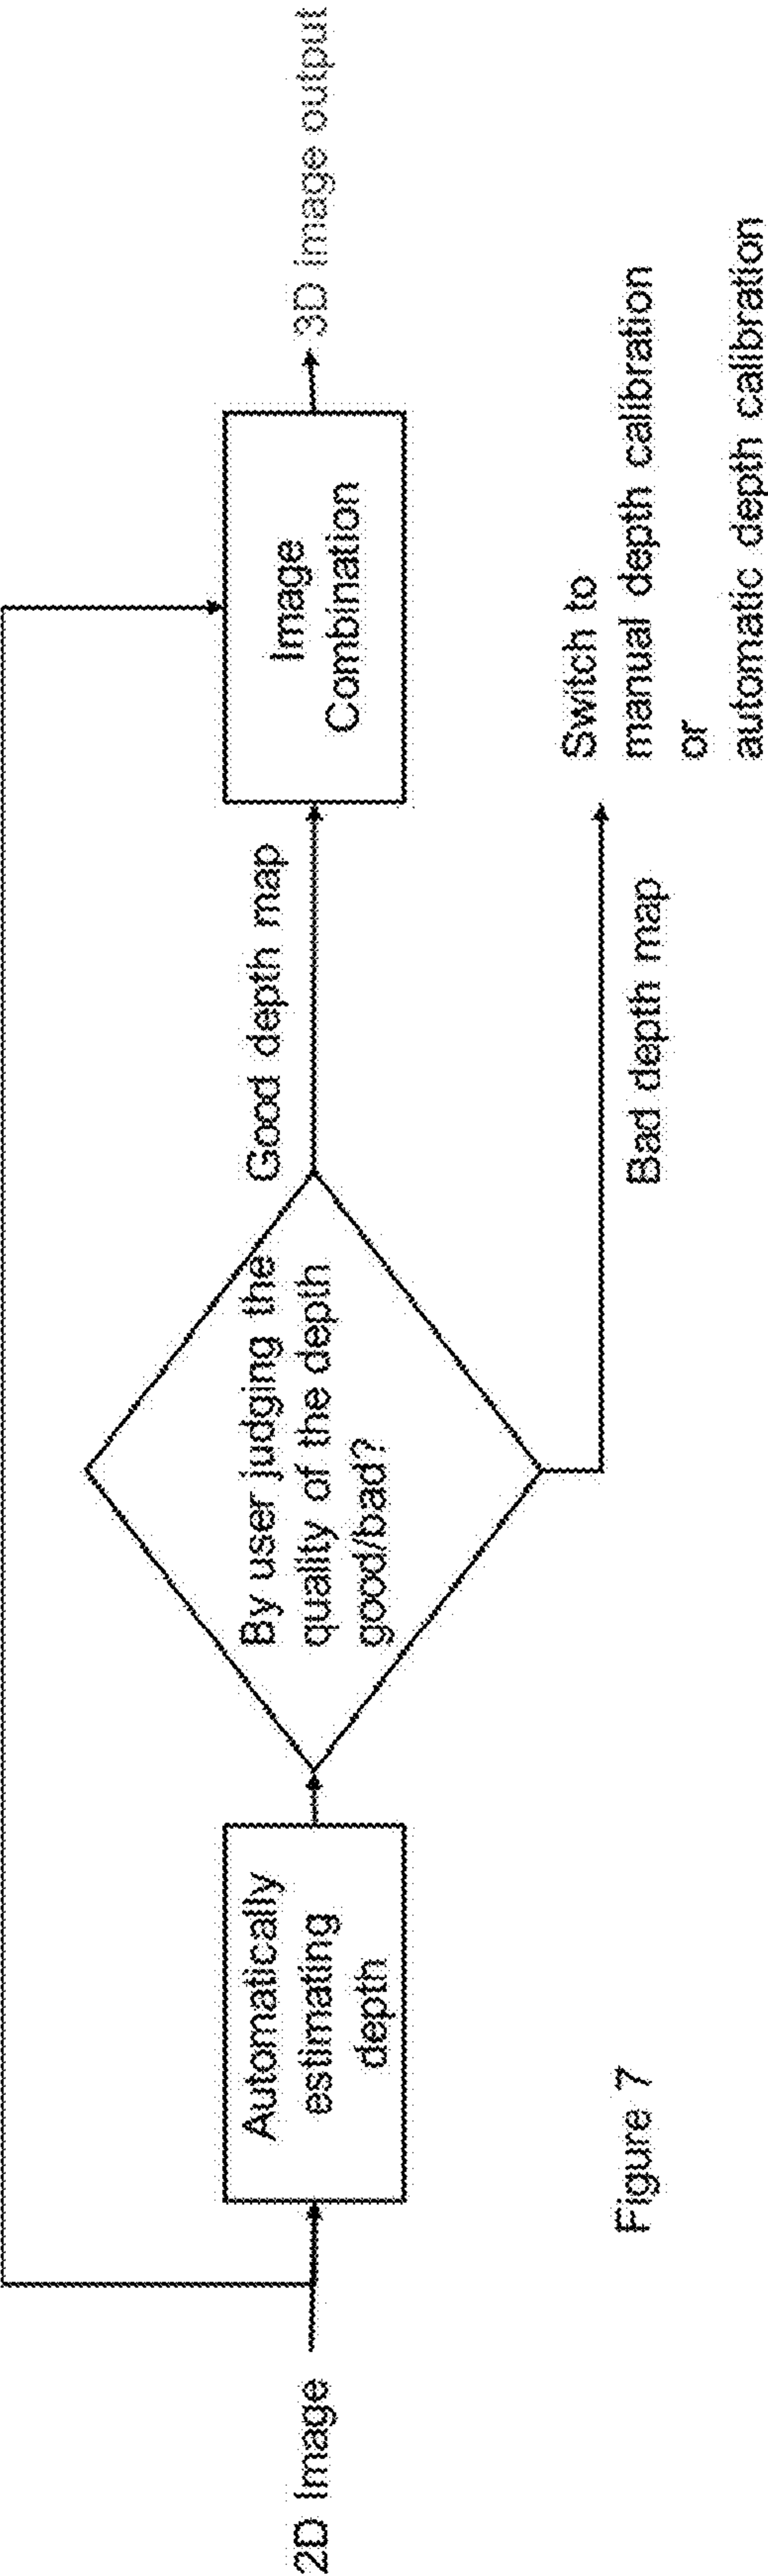 2D Image
Automatically
estimating
depth
By user judging the
quality of the depth
good/bad?
Good depth map
Bad depth map
Image
Combination
3D image output
Switch to
manual depth calibration
or
automatic depth calibration
Figure 7